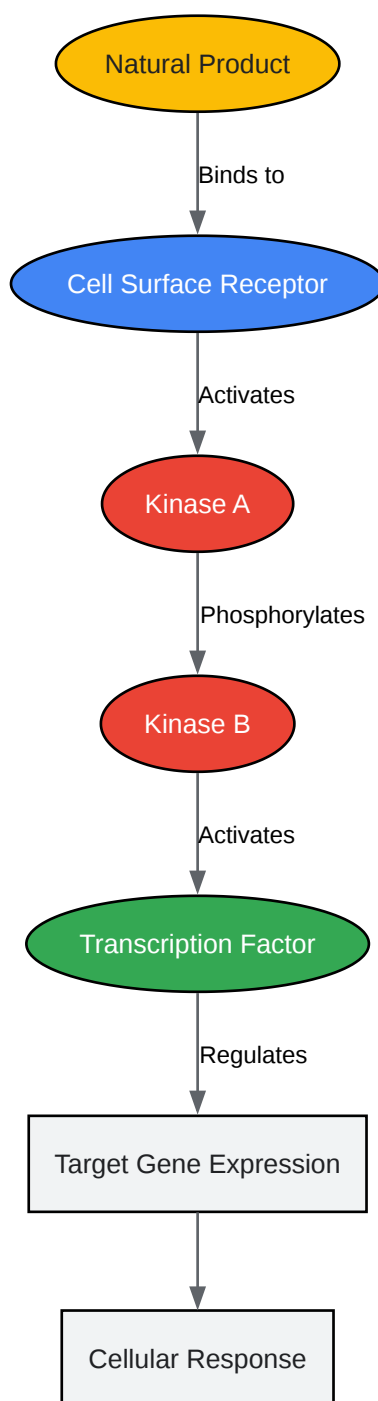 Natural Product
Binds to
Cell Surface Receptor
Activates
Kinase A
Phosphorylates
Kinase B
Activates
Transcription Factor
Regulates
Target Gene Expression
Cellular Response